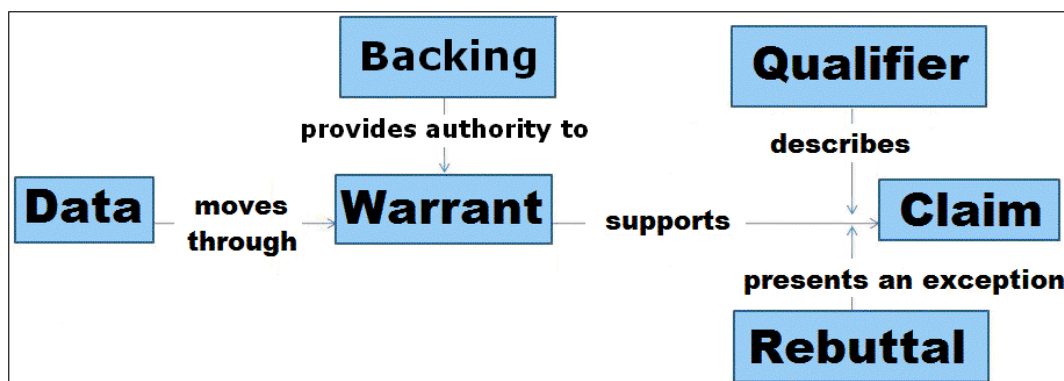 Backing
Qualifier
provides authority to
describes
Data
moves
through
Warrant
supports
Claim
presents an exception
Rebuttal